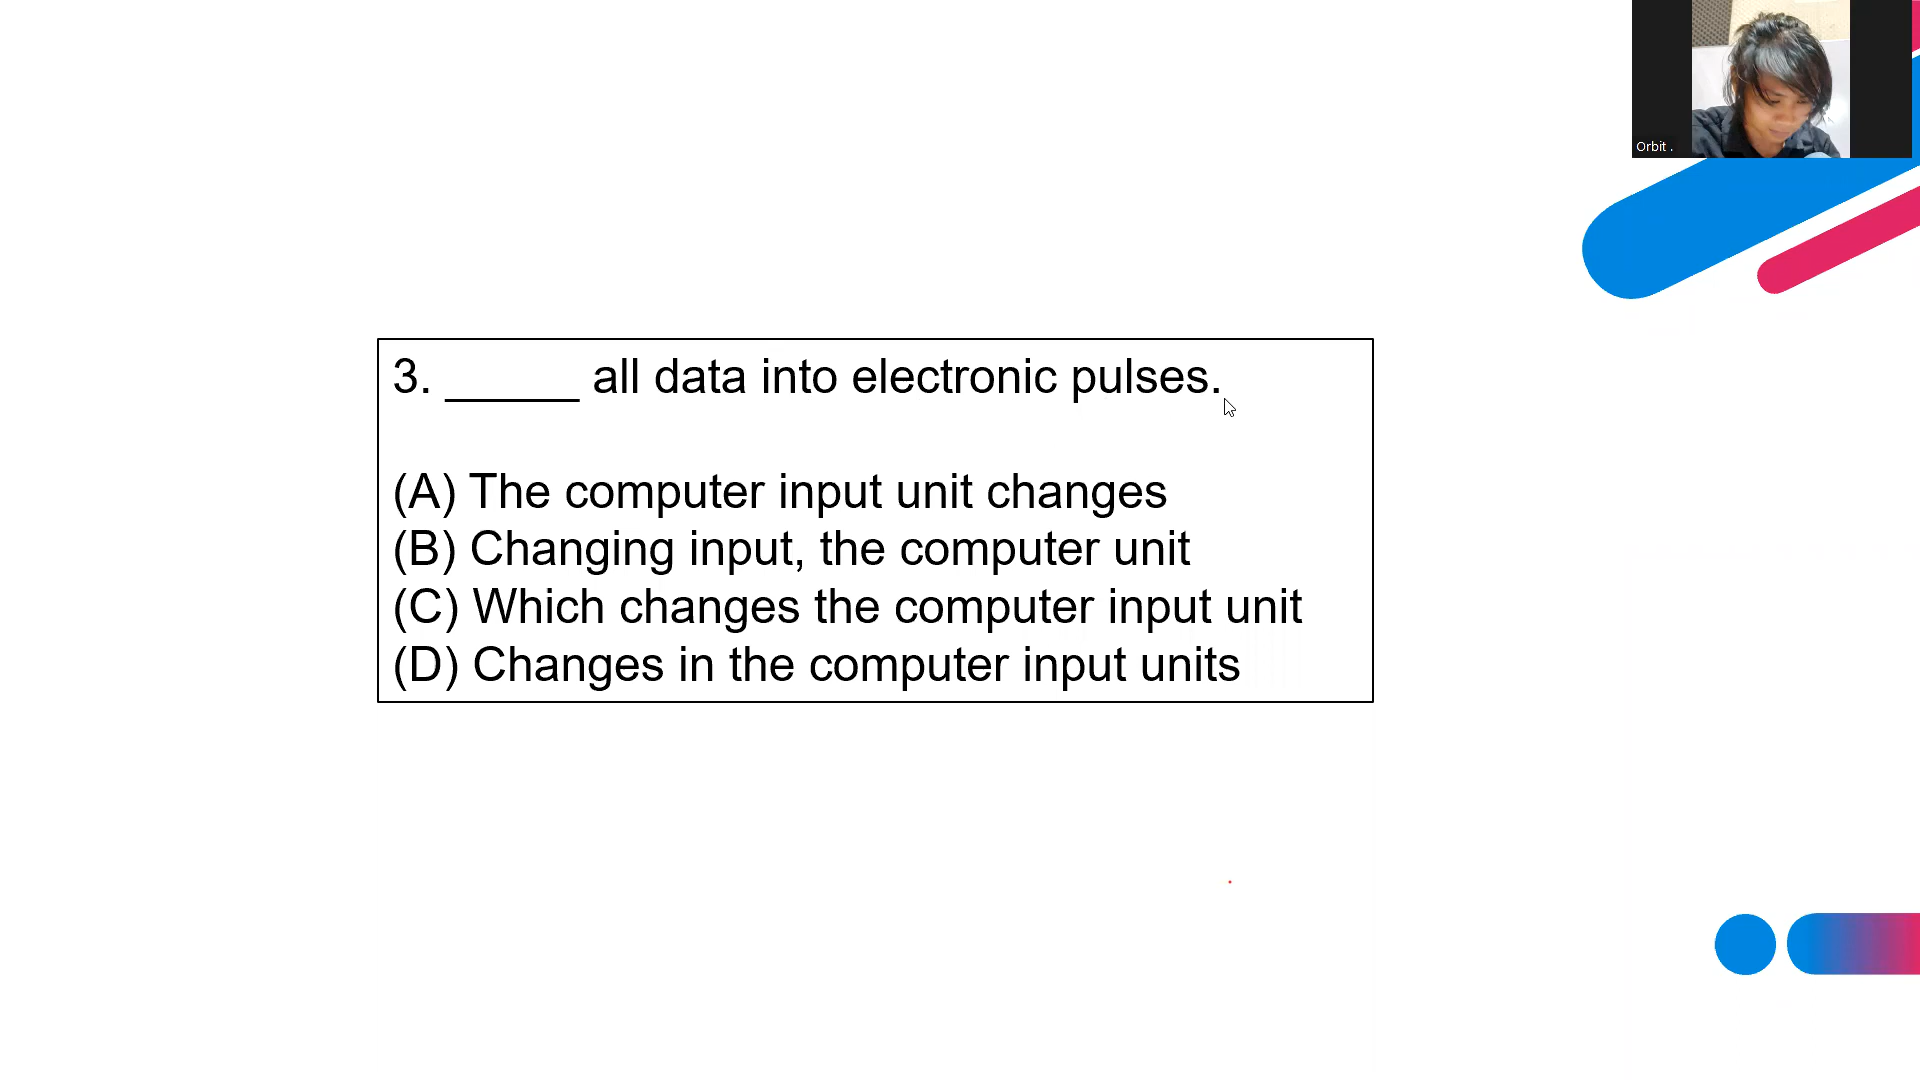 Orbit .
3. ______ all data into electronic pulses.
(A) The computer input unit changes
(B) Changing input, the computer unit
(C) Which changes the computer input unit
(D) Changes in the computer input units